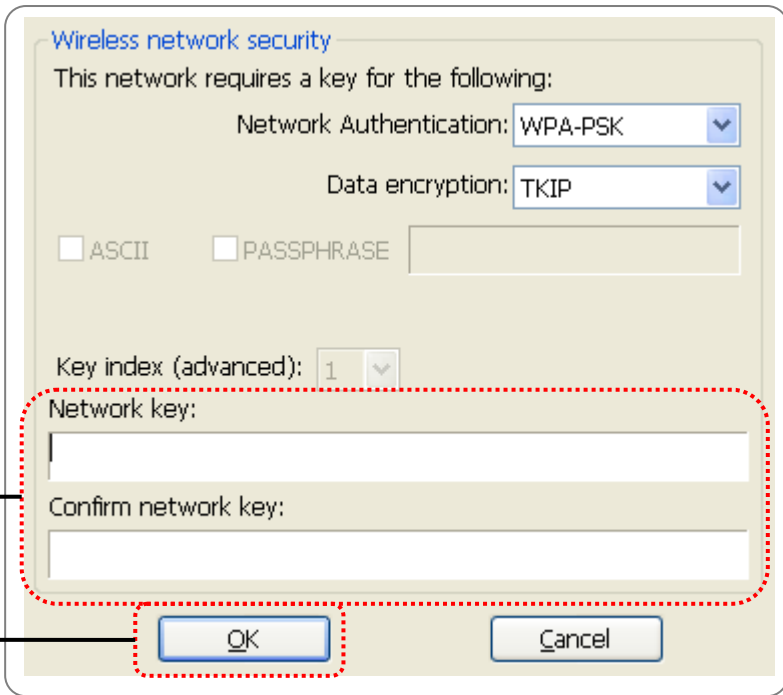 Wireless network security
This network requires a key for the following:
Network Authentication: WPA-PSK
Data encryption: TKIP
ASCII PASSPHRASE
Key index (advanced): 1
Network key:
Confirm network key:
OK Cancel